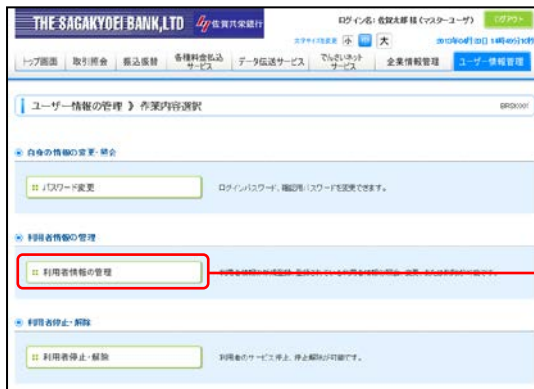 THE SAGAKYOEI BANK,LTD 佐賀共栄銀行
ログイン名: 佐賀太郎 様 (マスターユーザ) ログアウト
文字サイズを変更 小 大
トップ画面 取引照会 振込振替 各種料金払込サービス データ伝送サービス でんさいネットサービス 企業情報管理 ユーザー情報管理
ユーザー情報の管理 》 作業内容選択
自身の情報の変更・照会
パスワード変更 ログインパスワード、確認用パスワードを変更できます。
利用者情報の管理
利用者情報の管理
利用者停止・解除
利用者停止・解除 利用者のサービス停止、停止解除が可能です。